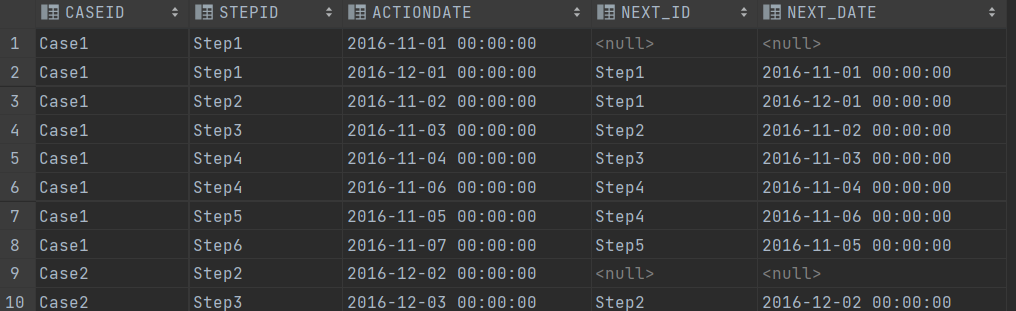 CASEID STEPID ACTIONDATE NEXT_ID NEXT_DATE
1 Case1 Step1 2016-11-01 00:00:00 <null> <null>
2 Case1 Step1 2016-12-01 00:00:00 Step1 2016-11-01 00:00:00
3 Case1 Step2 2016-11-02 00:00:00 Step1 2016-12-01 00:00:00
4 Case1 Step3 2016-11-03 00:00:00 Step2 2016-11-02 00:00:00
5 Case1 Step4 2016-11-04 00:00:00 Step3 2016-11-03 00:00:00
6 Case1 Step4 2016-11-06 00:00:00 Step4 2016-11-04 00:00:00
7 Case1 Step5 2016-11-05 00:00:00 Step4 2016-11-06 00:00:00
8 Case1 Step6 2016-11-07 00:00:00 Step5 2016-11-05 00:00:00
9 Case2 Step2 2016-12-02 00:00:00 <null> <null>
10 Case2 Step3 2016-12-03 00:00:00 Step2 2016-12-02 00:00:00